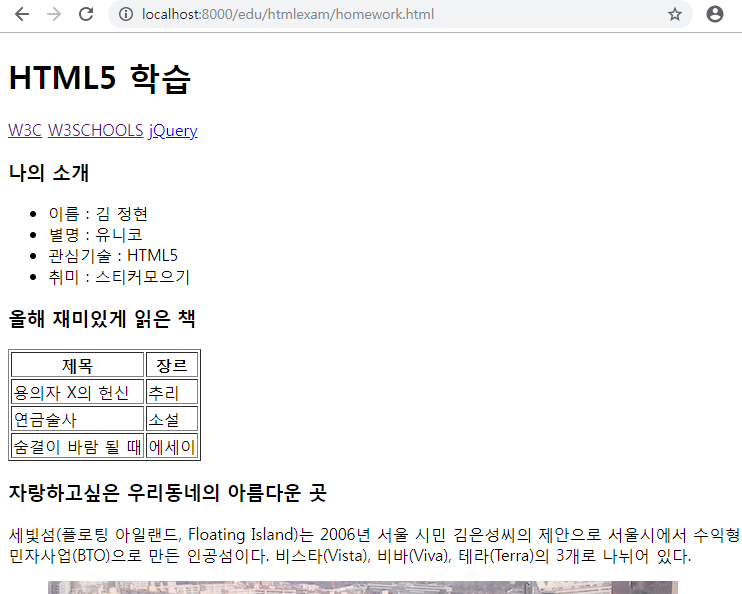 localhost:8000/edu/htmlexam/homework.html
HTML5 학습
W3C W3SCHOOLS jQuery
나의 소개
이름 : 김 정현
별명 : 유니코
관심기술 : HTML5
취미 : 스티커모으기
올해 재미있게 읽은 책
제목 장르
용의자 X의 헌신 추리
연금술사 소설
숨결이 바람 될 때 에세이
자랑하고싶은 우리동네의 아름다운 곳
세빛섬(플로팅 아일랜드, Floating Island)는 2006년 서울 시민 김은성씨의 제안으로 서울시에서 수익형
민자사업(BTO)으로 만든 인공섬이다. 비스타(Vista), 비바(Viva), 테라(Terra)의 3개로 나뉘어 있다.